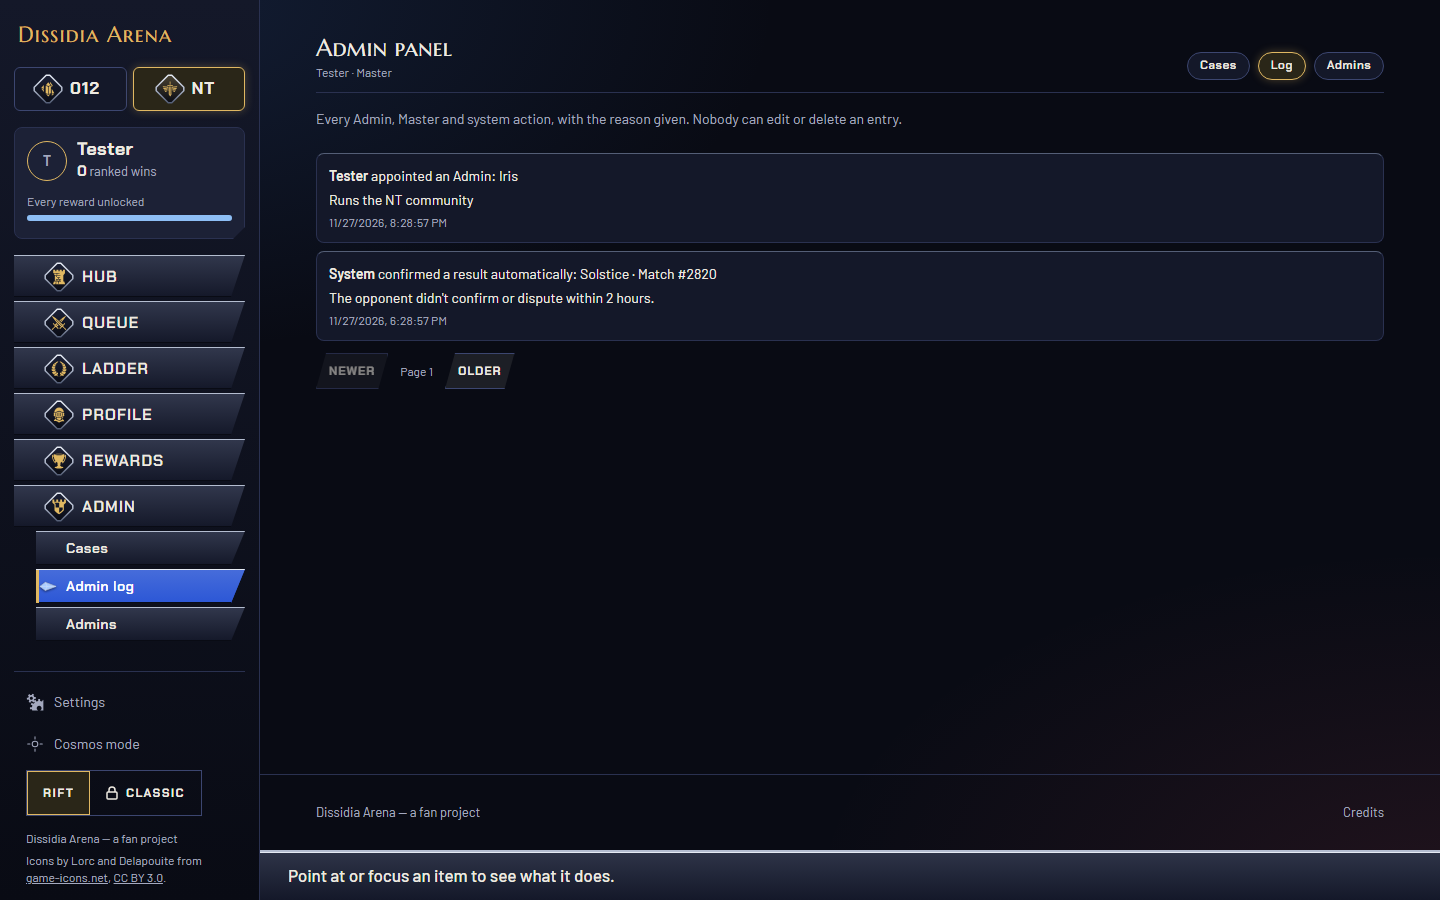 Dissidia Arena
012
NT
T
Tester
0 ranked wins
Every reward unlocked
HUB
QUEUE
LADDER
PROFILE
REWARDS
ADMIN
Cases
Admin log
Admins
Settings
Cosmos mode
RIFT
CLASSIC
Dissidia Arena — a fan project
Icons by Lorc and Delapouite from
game-icons.net, CC BY 3.0.
Admin panel
Tester · Master
Cases
Log
Admins
Every Admin, Master and system action, with the reason given. Nobody can edit or delete an entry.
Tester appointed an Admin: Iris
Runs the NT community
11/27/2026, 8:28:57 PM
System confirmed a result automatically: Solstice · Match #2820
The opponent didn't confirm or dispute within 2 hours.
11/27/2026, 6:28:57 PM
NEWER
Page 1
OLDER
Dissidia Arena — a fan project
Credits
Point at or focus an item to see what it does.